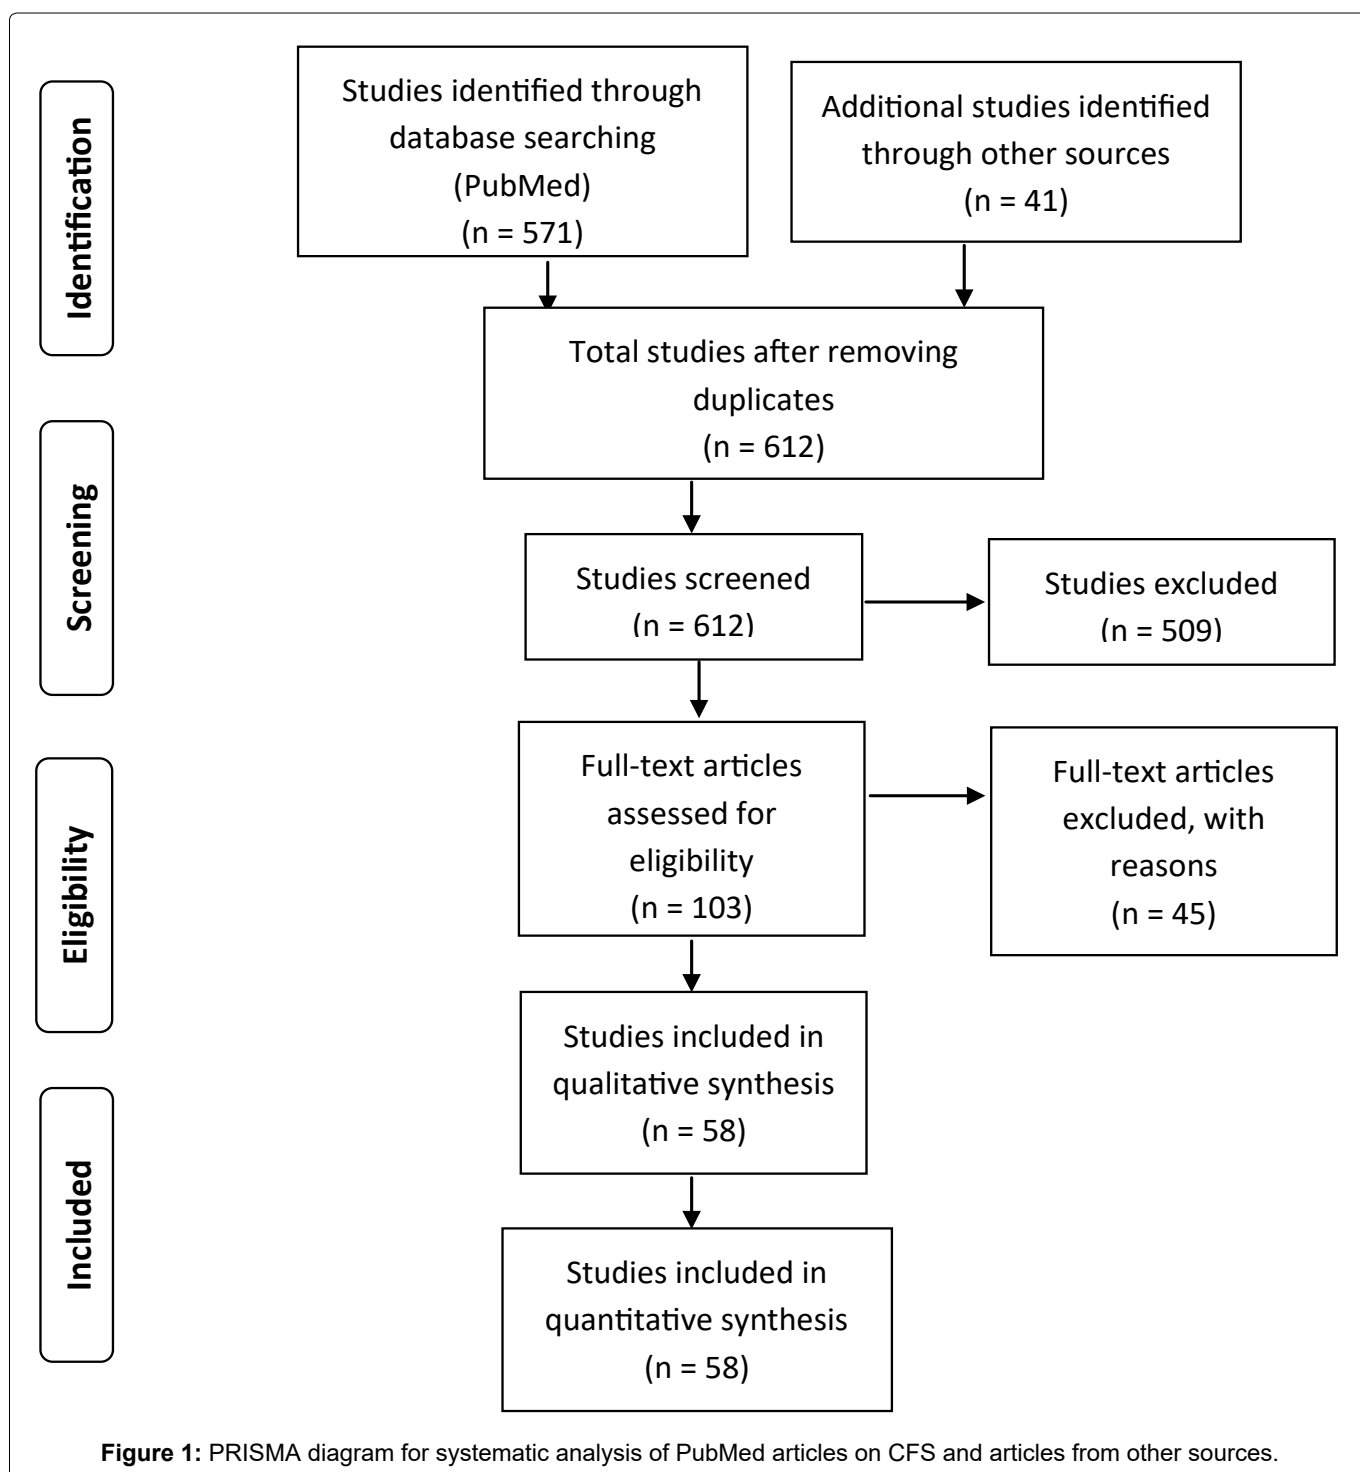 Identification
Studies identified through
database searching
(PubMed)
(n = 571)
Additional studies identified
through other sources
(n = 41)
Total studies after removing
duplicates
(n = 612)
Screening
Studies screened
(n = 612)
Studies excluded
(n = 509)
Eligibility
Full-text articles
assessed for
eligibility
(n = 103)
Full-text articles
excluded, with
reasons
(n = 45)
Studies included in
qualitative synthesis
(n = 58)
Included
Studies included in
quantitative synthesis
(n = 58)
Figure 1: PRISMA diagram for systematic analysis of PubMed articles on CFS and articles from other sources.